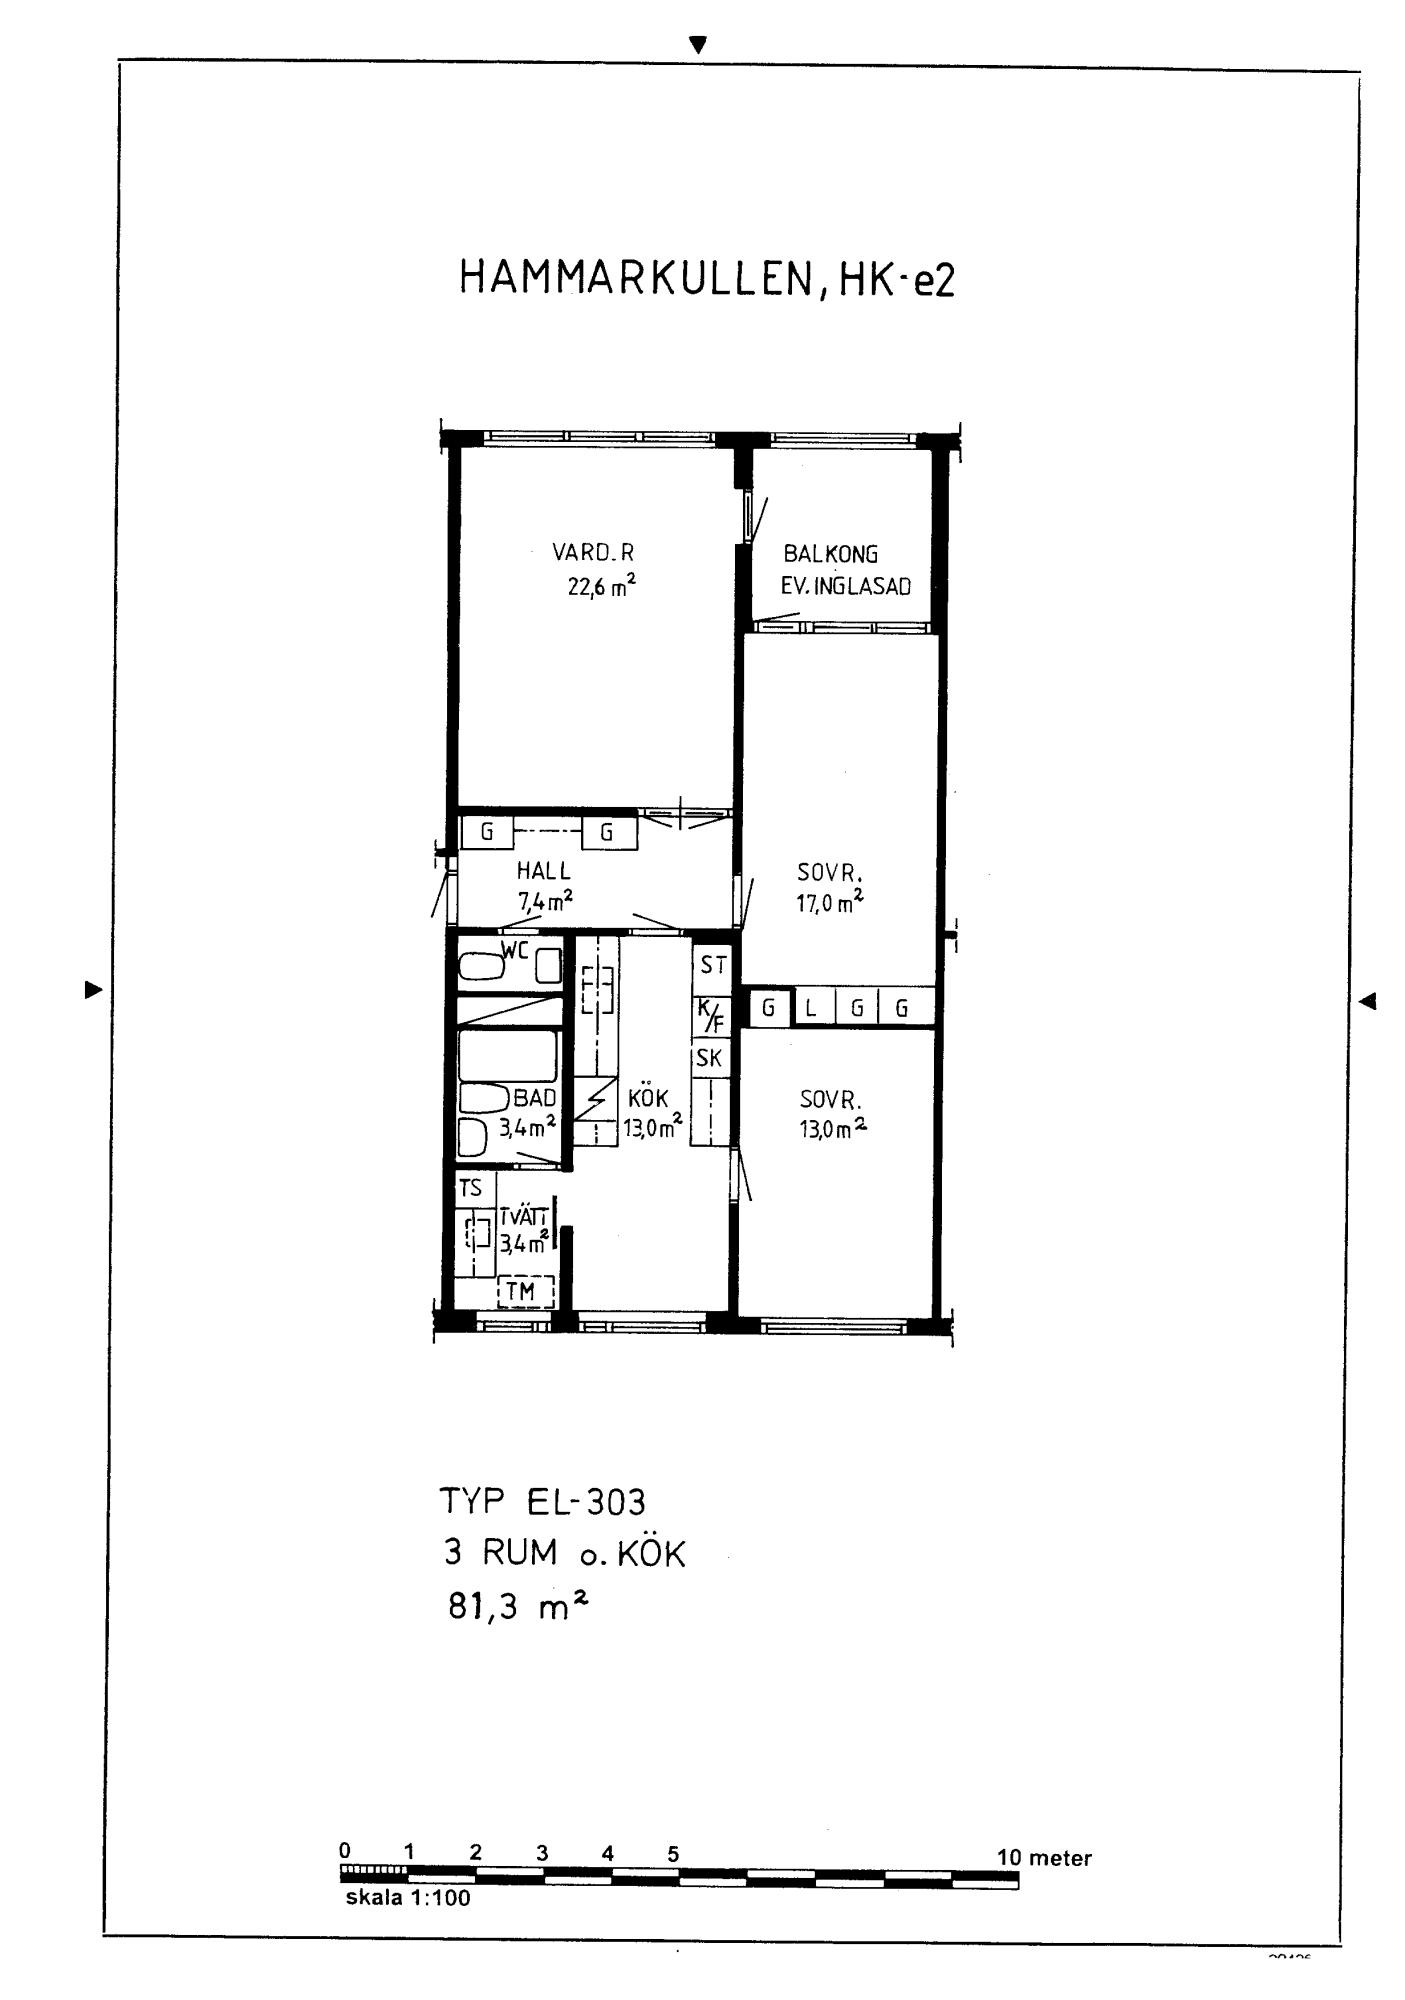 HAMMARKULLEN, HK-e2
VARD.R
22,6 m²
BALKONG
EV. INGLASAD
G
G
HALL
7,4 m²
SOVR.
17,0 m²
WC
ST
K/F
SK
G
L
G
G
BAD
3,4 m²
KÖK
13,0 m²
SOVR.
13,0 m²
TS
TVÄTT
3,4 m²
TM
TYP EL-303
3 RUM o. KÖK
81,3 m²
0 1 2 3 4 5 10 meter
skala 1:100